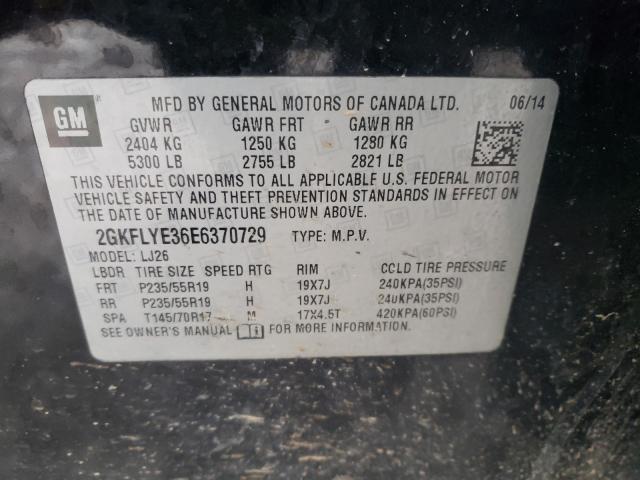 GM
MFD BY GENERAL MOTORS OF CANADA LTD. 06/14
GVWR GAWR FRT GAWR RR
2404 KG 1250 KG 1280 KG
5300 LB 2755 LB 2821 LB
THIS VEHICLE CONFORMS TO ALL APPLICABLE U.S. FEDERAL MOTOR
VEHICLE SAFETY AND THEFT PREVENTION STANDARDS IN EFFECT ON
THE DATE OF MANUFACTURE SHOWN ABOVE.
2GKFLYE36E6370729 TYPE: M.P.V.
MODEL: LJ26
LBDR TIRE SIZE SPEED RTG RIM COLD TIRE PRESSURE
FRT P235/55R19 H 19X7J 240KPA(35PSI)
RR P235/55R19 H 19X7J 240KPA(35PSI)
SPA T145/70R17 M 17X4.5T 420KPA(60PSI)
SEE OWNER'S MANUAL FOR MORE INFORMATION.